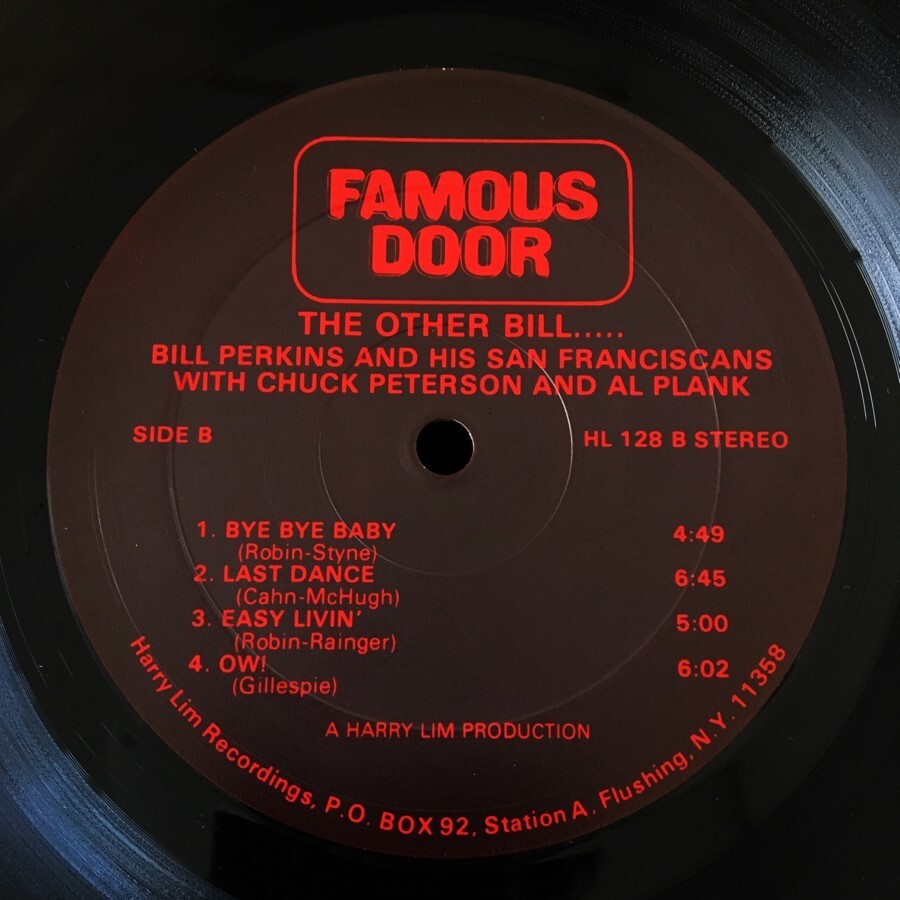 FAMOUS
DOOR
THE OTHER BILL.....
BILL PERKINS AND HIS SAN FRANCISCANS
WITH CHUCK PETERSON AND AL PLANK
SIDE B
HL 128 B STEREO
1. BYE BYE BABY 4:49
(Robin-Styne)
2. LAST DANCE 6:45
(Cahn-McHugh)
3. EASY LIVIN' 5:00
(Robin-Rainger)
4. OW! 6:02
(Gillespie)
A HARRY LIM PRODUCTION
Harry Lim Recordings, P.O. BOX 92, Station A, Flushing, N.Y. 11358